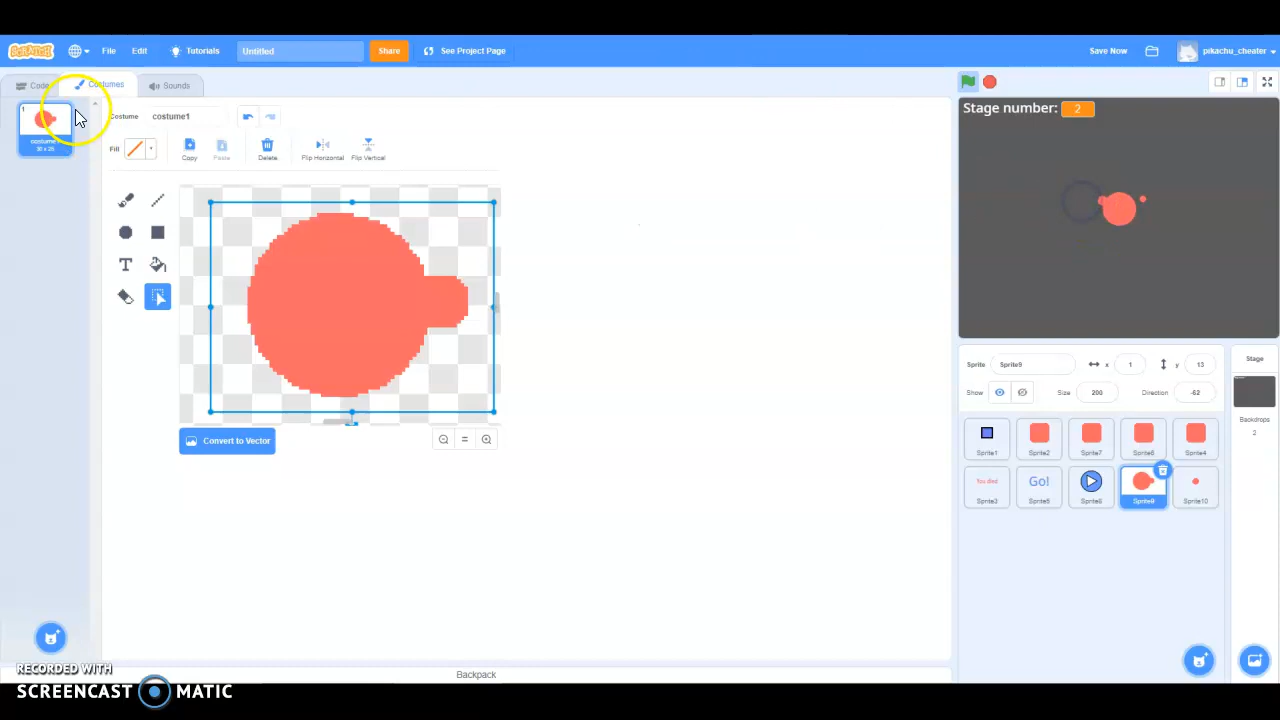 SCRATCH File Edit Tutorials Untitled Share See Project Page Save Now pikachu_cheater
Code Costumes Sounds
Stage number: 2
1
costume1
Costume costume1
Fill Copy Paste Delete Flip Horizontal Flip Vertical
T
Convert to Vector
Sprite Sprite9 x 1 y 13
Show Size 200 Direction -62
Stage
Backdrops
2
Sprite1 Sprite2 Sprite7 Sprite6 Sprite4
You died Go!
Sprite3 Sprite5 Sprite8 Sprite9 Sprite10
Backpack
RECORDED WITH
SCREENCAST MATIC